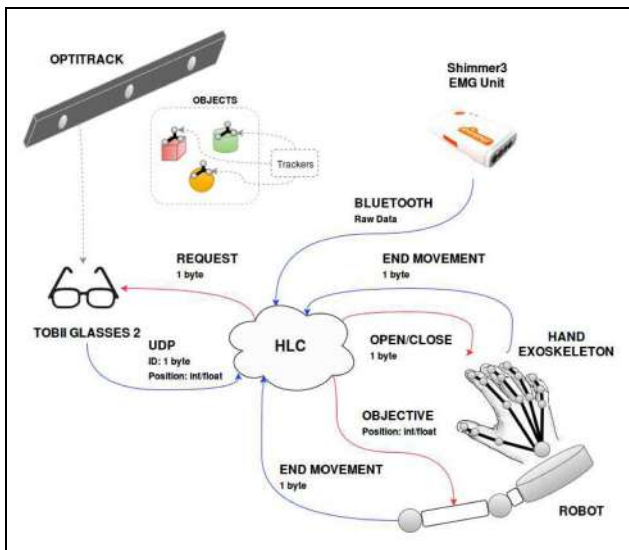 OPTITRACK
Shimmer3
EMG Unit
OBJECTS
Trackers
BLUETOOTH
Raw Data
REQUEST
1 byte
END MOVEMENT
1 byte
TOBII GLASSES 2
UDP
ID: 1 byte
Position: int/float
HLC
OPEN/CLOSE
1 byte
HAND
EXOSKELETON
OBJECTIVE
Position: int/float
END MOVEMENT
1 byte
ROBOT